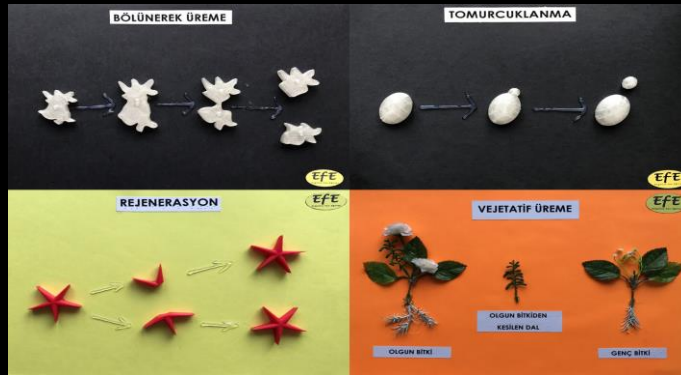 BÖLÜNEREK ÜREME
EFE
TOMURCUKLANMA
EFE
REJENERASYON
EFE
VEJETATİF ÜREME
EFE
OLGUN BİTKİDEN
KESİLEN DAL
OLGUN BİTKİ
GENÇ BİTKİ